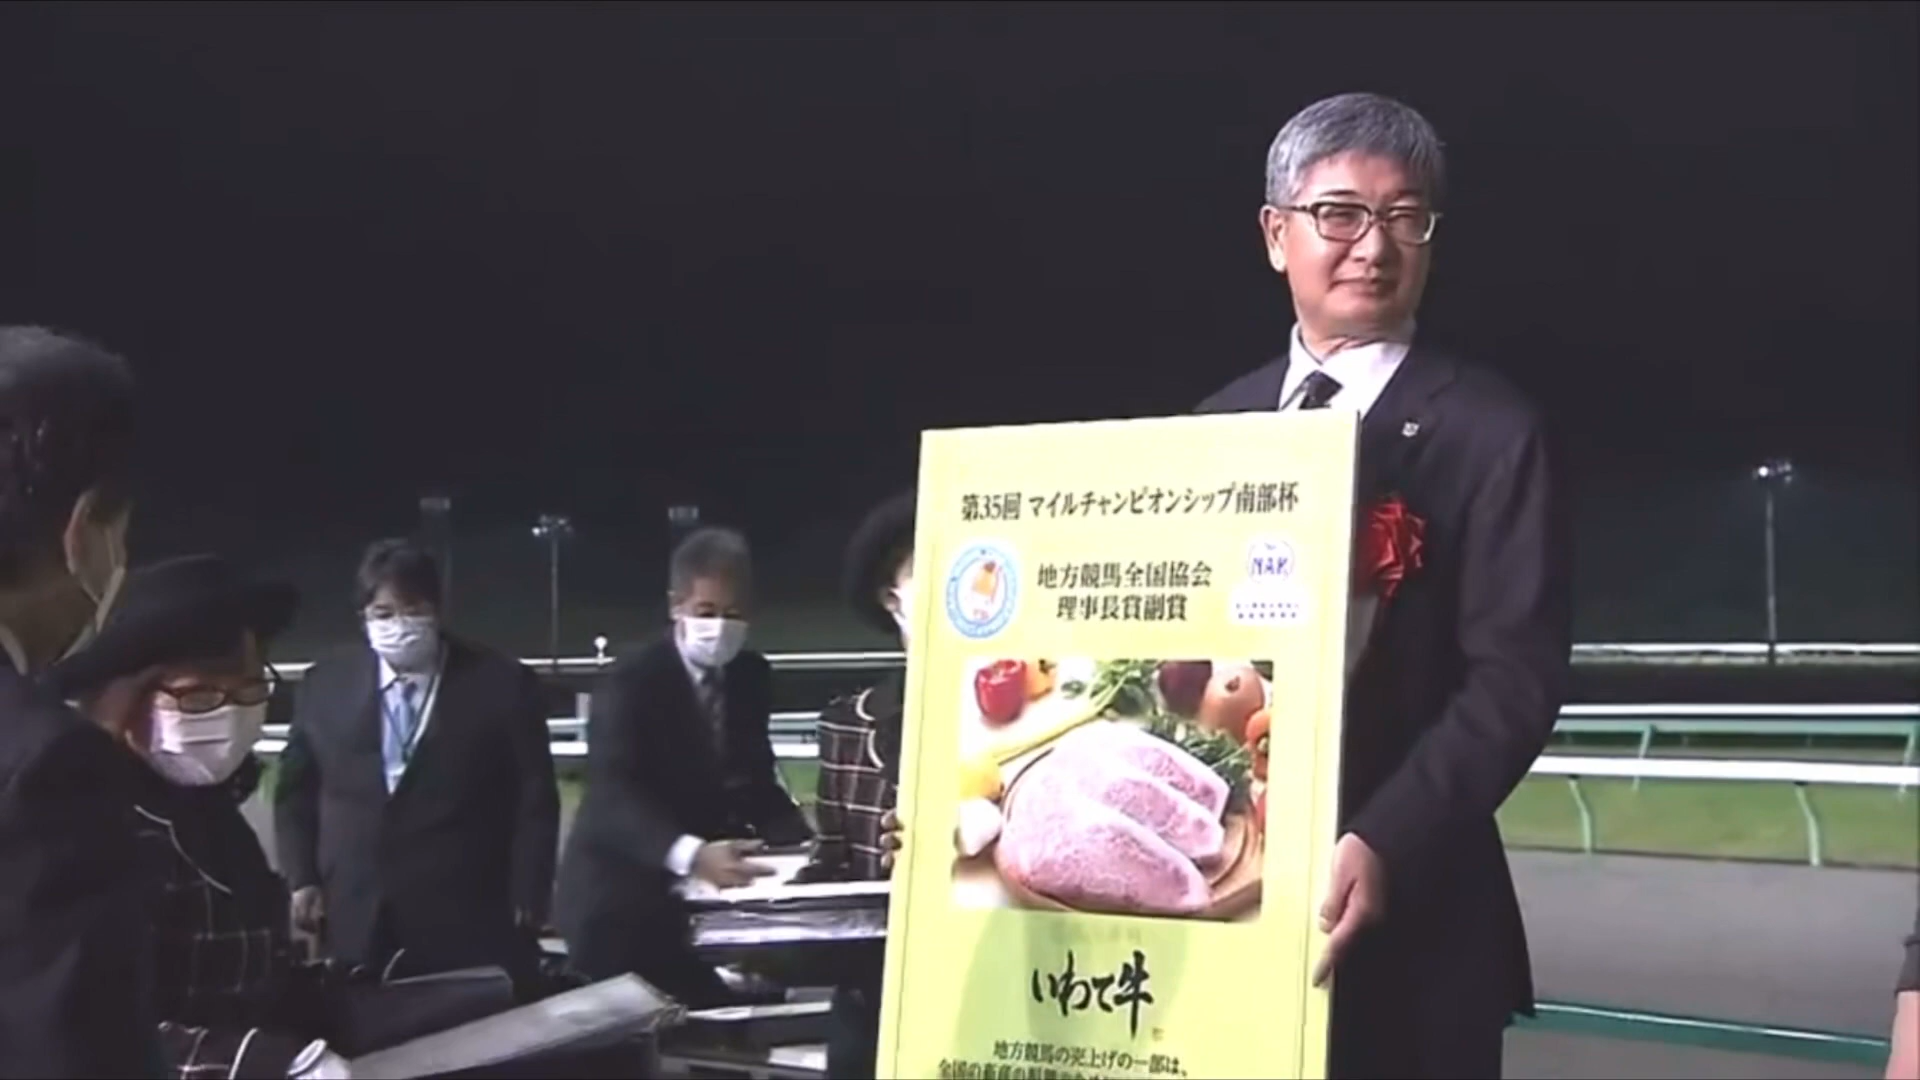 第35回 マイルチャンピオンシップ南部杯
地方競馬全国協会
理事長賞副賞
NAR
いわて牛
地方競馬の売上げの一部は、